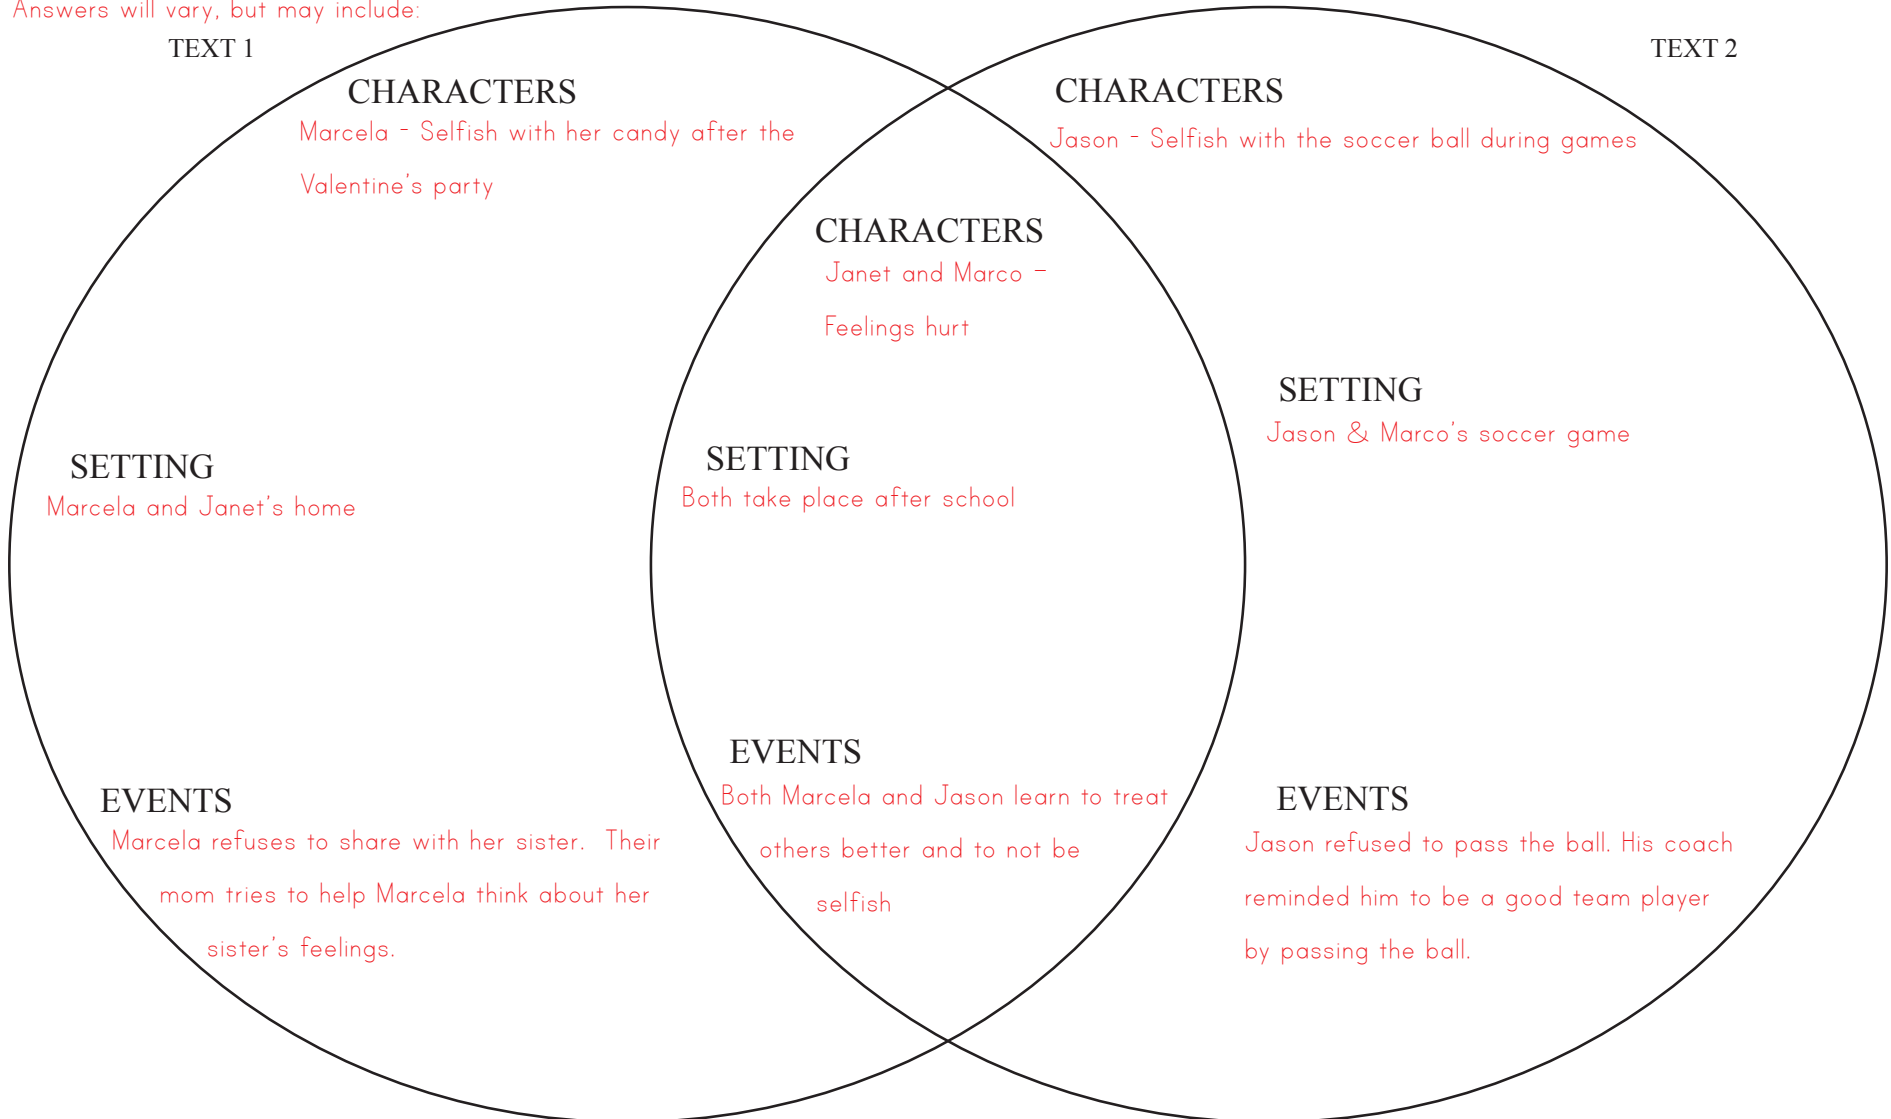 Answers will vary, but may include:
TEXT 1
CHARACTERS
Marcela - Selfish with her candy after the
Valentine's party
SETTING
Marcela and Janet's home
EVENTS
Marcela refuses to share with her sister. Their
mom tries to help Marcela think about her
sister's feelings.
CHARACTERS
Janet and Marco -
Feelings hurt
SETTING
Both take place after school
EVENTS
Both Marcela and Jason learn to treat
others better and to not be
selfish
TEXT 2
CHARACTERS
Jason - Selfish with the soccer ball during games
SETTING
Jason & Marco's soccer game
EVENTS
Jason refused to pass the ball. His coach
reminded him to be a good team player
by passing the ball.